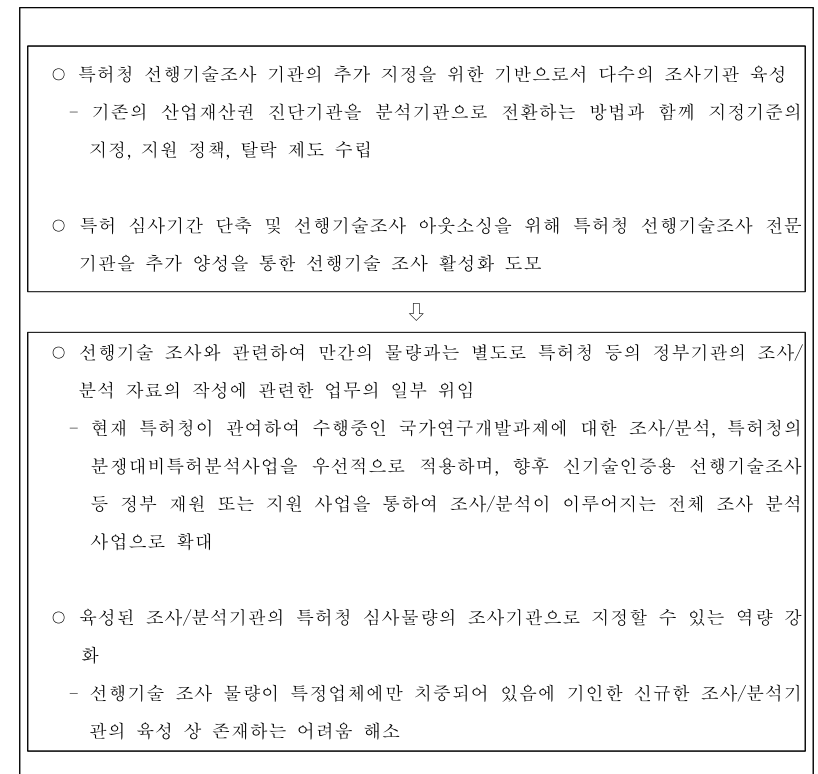 ○ 특허청 선행기술조사 기관의 추가 지정을 위한 기반으로서 다수의 조사기관 육성
- 기존의 산업재산권 진단기관을 분석기관으로 전환하는 방법과 함께 지정기준의
지정, 지원 정책, 탈락 제도 수립
○ 특허 심사기간 단축 및 선행기술조사 아웃소싱을 위해 특허청 선행기술조사 전문
기관을 추가 양성을 통한 선행기술 조사 활성화 도모
⇩
○ 선행기술 조사와 관련하여 만간의 물량과는 별도로 특허청 등의 정부기관의 조사/
분석 자료의 작성에 관련한 업무의 일부 위임
- 현재 특허청이 관여하여 수행중인 국가연구개발과제에 대한 조사/분석, 특허청의
분쟁대비특허분석사업을 우선적으로 적용하며, 향후 신기술인증용 선행기술조사
등 정부 재원 또는 지원 사업을 통하여 조사/분석이 이루어지는 전체 조사 분석
사업으로 확대
○ 육성된 조사/분석기관의 특허청 심사물량의 조사기관으로 지정할 수 있는 역량 강
화
- 선행기술 조사 물량이 특정업체에만 치중되어 있음에 기인한 신규한 조사/분석기
관의 육성 상 존재하는 어려움 해소